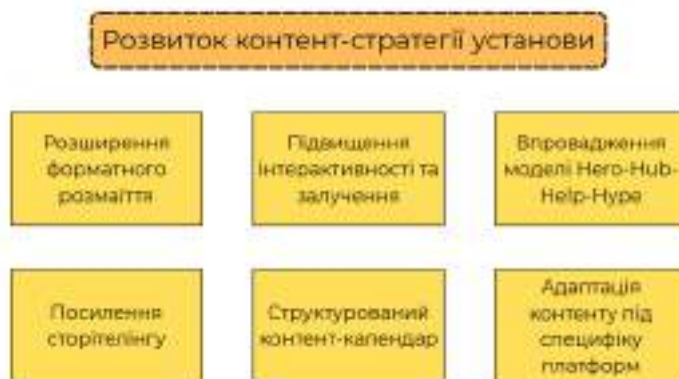 Розвиток контент-стратегії установи
Розширення
форматного
розмаїття
Підвищення
інтерактивності та
залучення
Впровадження
моделі Hero-Hub-
Help-Hype
Посилення
сторітелінгу
Структурований
контент-календар
Адаптація
контенту під
специфіку
платформ